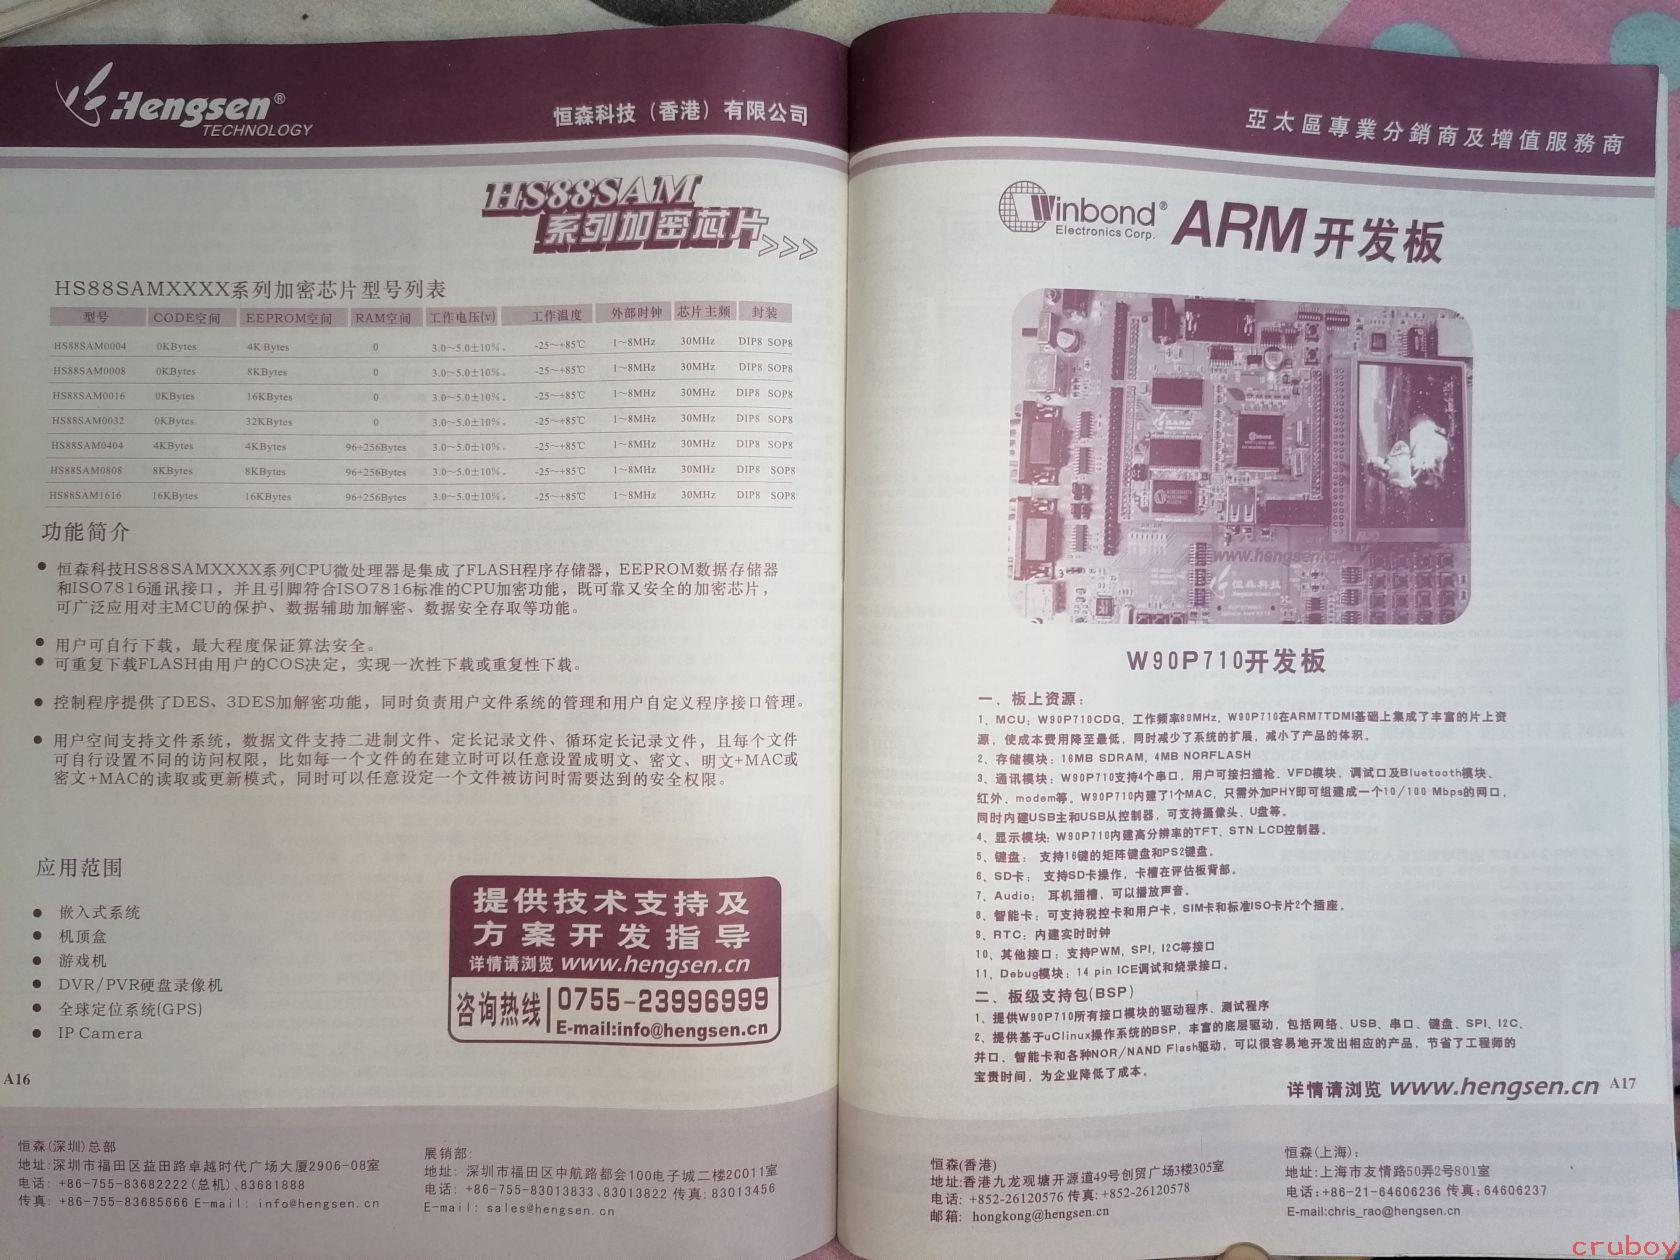 Hengsen®
TECHNOLOGY
恒森科技（香港）有限公司
HS88SAM
系列加密芯片>>>
HS88SAMXXXX系列加密芯片型号列表
型号 CODE空间 EEPROM空间 RAM空间 工作电压(v) 工作温度 外部时钟 芯片主频 封装
HS88SAM0004 0KBytes 4K Bytes 0 3.0～5.0±10%。 -25～+85℃ 1～8MHz 30MHz DIP8 SOP8
HS88SAM0008 0KBytes 8KBytes 0 3.0～5.0±10%。 -25～+85℃ 1～8MHz 30MHz DIP8 SOP8
HS88SAM0016 0KBytes 16KBytes 0 3.0～5.0±10%。 -25～+85℃ 1～8MHz 30MHz DIP8 SOP8
HS88SAM0032 0KBytes 32KBytes 0 3.0～5.0±10%。 -25～+85℃ 1～8MHz 30MHz DIP8 SOP8
HS88SAM0404 4KBytes 4KBytes 96+256Bytes 3.0～5.0±10%。 -25～+85℃ 1～8MHz 30MHz DIP8 SOP8
HS88SAM0808 8KBytes 8KBytes 96+256Bytes 3.0～5.0±10%。 -25～+85℃ 1～8MHz 30MHz DIP8 SOP8
HS88SAM1616 16KBytes 16KBytes 96+256Bytes 3.0～5.0±10%。 -25～+85℃ 1～8MHz 30MHz DIP8 SOP8
功能简介
● 恒森科技HS88SAMXXXX系列CPU微处理器是集成了FLASH程序存储器，EEPROM数据存储器
和ISO7816通讯接口，并且引脚符合ISO7816标准的CPU加密功能，既可靠又安全的加密芯片，
可广泛应用对主MCU的保护、数据辅助加解密、数据安全存取等功能。
● 用户可自行下载，最大程度保证算法安全。
● 可重复下载FLASH由用户的COS决定，实现一次性下载或重复性下载。
● 控制程序提供了DES、3DES加解密功能，同时负责用户文件系统的管理和用户自定义程序接口管理。
● 用户空间支持文件系统，数据文件支持二进制文件、定长记录文件、循环定长记录文件，且每个文件
可自行设置不同的访问权限，比如每一个文件的在建立时可以任意设置成明文、密文、明文+MAC或
密文+MAC的读取或更新模式，同时可以任意设定一个文件被访问时需要达到的安全权限。
应用范围
● 嵌入式系统
● 机顶盒
● 游戏机
● DVR/PVR硬盘录像机
● 全球定位系统(GPS)
● IP Camera
提供技术支持及
方案开发指导
详情请浏览 www.hengsen.cn
咨询热线 0755-23996999
E-mail:info@hengsen.cn
A16
恒森(深圳)总部
地址:深圳市福田区益田路卓越时代广场大厦2906-08室
电话: +86-755-83682222(总机)、83681888
传真: +86-755-83685666 E-mail: info@hengsen.cn
展销部:
地址: 深圳市福田区中航路都会100电子城二楼2C011室
电话: +86-755-83013833、83013822 传真: 83013456
E-mail: sales@hengsen.cn
亞太區專業分銷商及增值服務商
Winbond®
Electronics Corp.
ARM开发板
www.hengsen.cn
恒森科技
W90P710开发板
一、板上资源:
1、MCU: W90P710CDG, 工作频率80MHz, W90P710在ARM7TDMI基础上集成了丰富的片上资
源, 使成本费用降至最低, 同时减少了系统的扩展, 减小了产品的体积。
2、存储模块: 16MB SDRAM, 4MB NORFLASH
3、通讯模块: W90P710支持4个串口, 用户可接扫描枪、VFD模块、调试口及Bluetooth模块、
红外、modem等。W90P710内建了1个MAC, 只需外加PHY即可组建成一个10/100 Mbps的网口,
同时内建USB主和USB从控制器, 可支持摄像头、U盘等。
4、显示模块: W90P710内建高分辨率的TFT、STN LCD控制器。
5、键盘: 支持16键的矩阵键盘和PS2键盘。
6、SD卡: 支持SD卡操作, 卡槽在评估板背部。
7、Audio: 耳机插槽, 可以播放声音。
8、智能卡: 可支持税控卡和用户卡, SIM卡和标准ISO卡片2个插座。
9、RTC: 内建实时时钟
10、其他接口: 支持PWM, SPI, I2C等接口
11、Debug模块: 14 pin ICE调试和烧录接口。
二、板级支持包(BSP)
1、提供W90P710所有接口模块的驱动程序、测试程序
2、提供基于uClinux操作系统的BSP, 丰富的底层驱动, 包括网络、USB、串口、键盘、SPI、I2C、
并口、智能卡和各种NOR/NAND Flash驱动, 可以很容易地开发出相应的产品, 节省了工程师的
宝贵时间, 为企业降低了成本。
详情请浏览 www.hengsen.cn A17
恒森(香港)
地址:香港九龙观塘开源道49号创贸广场3楼305室
电话: +852-26120576 传真: +852-26120578
邮箱: hongkong@hengsen.cn
恒森(上海):
地址:上海市友情路50弄2号801室
电话:+86-21-64606236 传真: 64606237
E-mail:chris_rao@hengsen.cn
cruboy